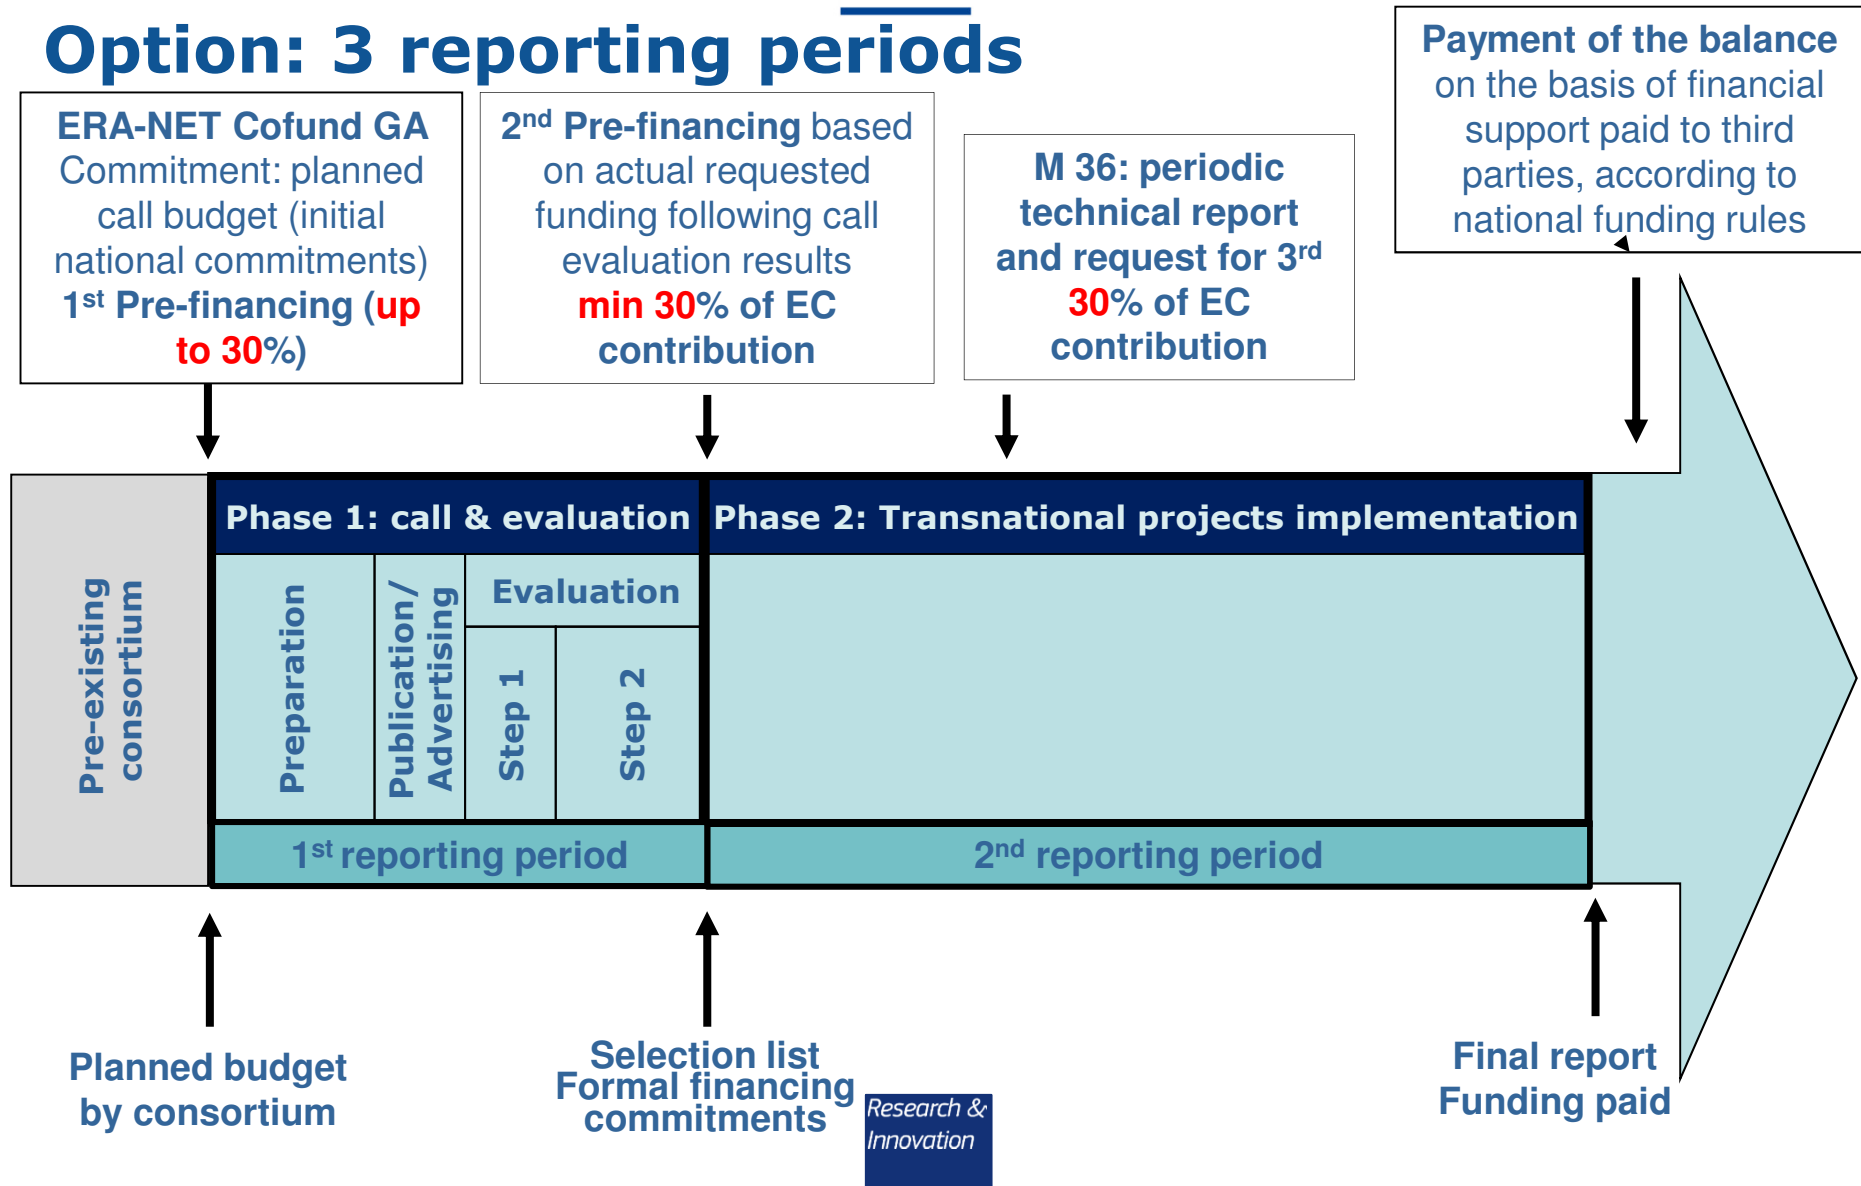 Option: 3 reporting periods
ERA-NET Cofund GA
Commitment: planned
call budget (initial
national commitments)
1st Pre-financing (up
to 30%)
2nd Pre-financing based
on actual requested
funding following call
evaluation results
min 30% of EC
contribution
M 36: periodic
technical report
and request for 3rd
30% of EC
contribution
Payment of the balance
on the basis of financial
support paid to third
parties, according to
national funding rules
Pre-existing
consortium
Phase 1: call & evaluation
Phase 2: Transnational projects implementation
Preparation
Publication/
Advertising
Evaluation
Step 1
Step 2
1st reporting period
2nd reporting period
Planned budget
by consortium
Selection list
Formal financing
commitments
Final report
Funding paid
Research &
Innovation